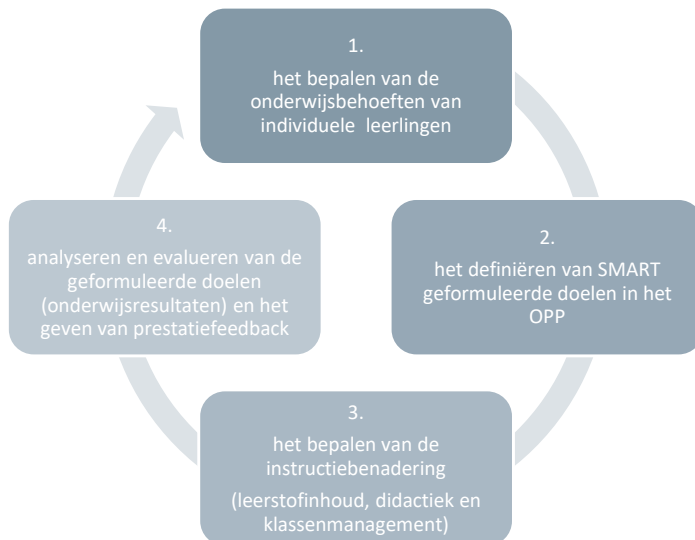 1.
het bepalen van de
onderwijsbehoeften van
individuele leerlingen
2.
het definiëren van SMART
geformuleerde doelen in het
OPP
3.
het bepalen van de
instructiebenadering
(leerstofinhoud, didactiek en
klassenmanagement)
4.
analyseren en evalueren van de
geformuleerde doelen
(onderwijsresultaten) en het
geven van prestatiefeedback